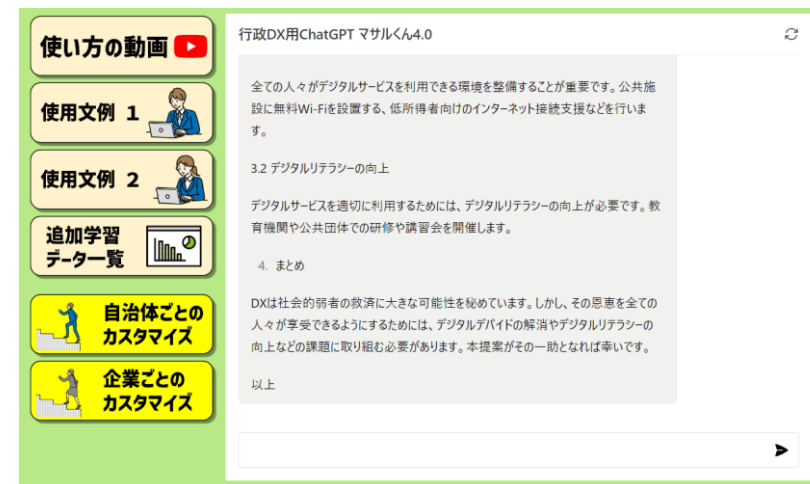 使い方の動画
使用文例 1
使用文例 2
追加学習
データ一覧
自治体ごとの
カスタマイズ
企業ごとの
カスタマイズ
行政DX用ChatGPT マサルくん4.0
全ての人々がデジタルサービスを利用できる環境を整備することが重要です。公共施
設に無料Wi-Fiを設置する、低所得者向けのインターネット接続支援などを行いま
す。
3.2 デジタルリテラシーの向上
デジタルサービスを適切に利用するためには、デジタルリテラシーの向上が必要です。教
育機関や公共団体での研修や講習会を開催します。
4. まとめ
DXは社会的弱者の救済に大きな可能性を秘めています。しかし、その恩恵を全ての
人々が享受できるようにするためには、デジタルデバイドの解消やデジタルリテラシーの
向上などの課題に取り組む必要があります。本提案がその一助となれば幸いです。
以上